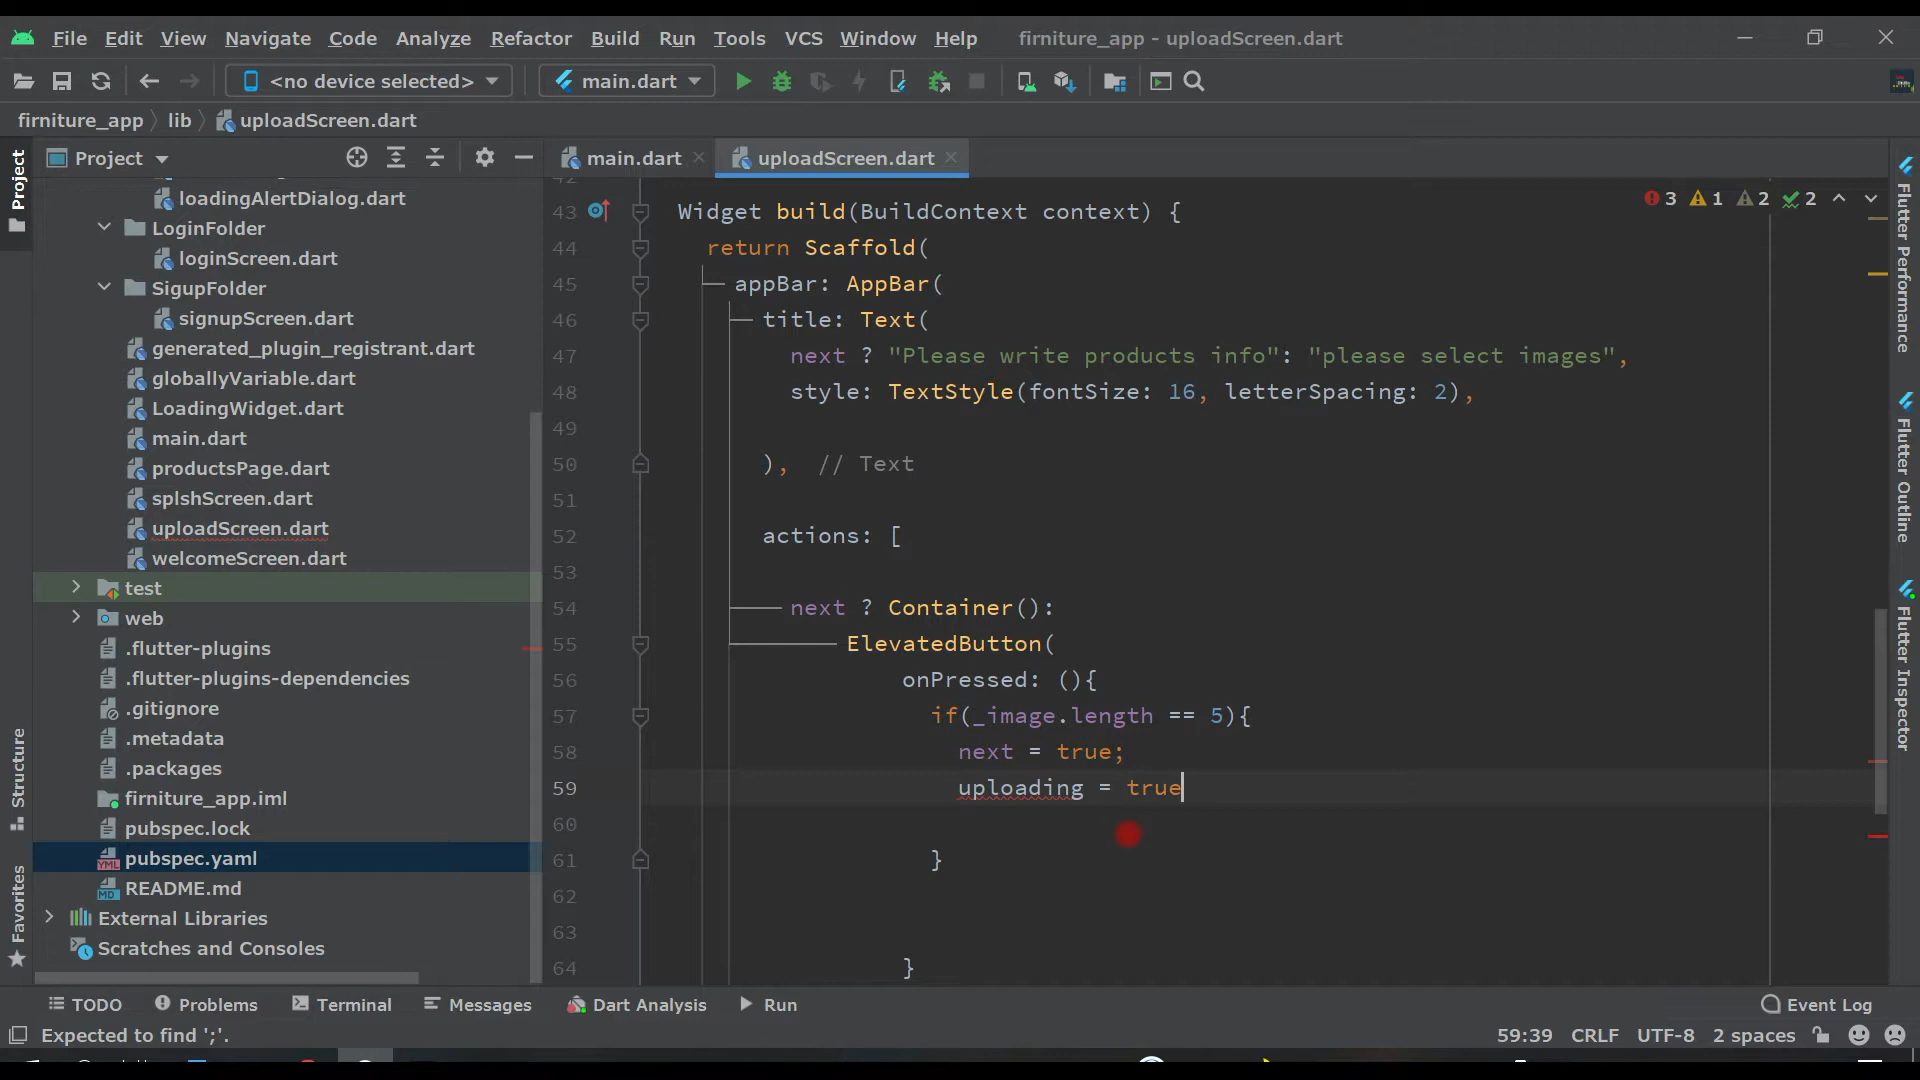 File Edit View Navigate Code Analyze Refactor Build Run Tools VCS Window Help firniture_app - uploadScreen.dart
<no device selected> main.dart
firniture_app lib uploadScreen.dart
Project
main.dart uploadScreen.dart
3 1 2 2
loadingAlertDialog.dart
LoginFolder
loginScreen.dart
SigupFolder
signupScreen.dart
generated_plugin_registrant.dart
globallyVariable.dart
LoadingWidget.dart
main.dart
productsPage.dart
splshScreen.dart
uploadScreen.dart
welcomeScreen.dart
test
web
.flutter-plugins
.flutter-plugins-dependencies
.gitignore
.metadata
.packages
firniture_app.iml
pubspec.lock
pubspec.yaml
README.md
External Libraries
Scratches and Consoles
Project
Structure
Favorites
42
43 Widget build(BuildContext context) {
44 return Scaffold(
45 appBar: AppBar(
46 title: Text(
47 next ? "Please write products info": "please select images",
48 style: TextStyle(fontSize: 16, letterSpacing: 2),
49
50 ), // Text
51
52 actions: [
53
54 next ? Container():
55 ElevatedButton(
56 onPressed: (){
57 if(_image.length == 5){
58 next = true;
59 uploading = true
60
61 }
62
63
64 }
Flutter Performance
Flutter Outline
Flutter Inspector
TODO Problems Terminal Messages Dart Analysis Run Event Log
Expected to find ';'. 59:39 CRLF UTF-8 2 spaces